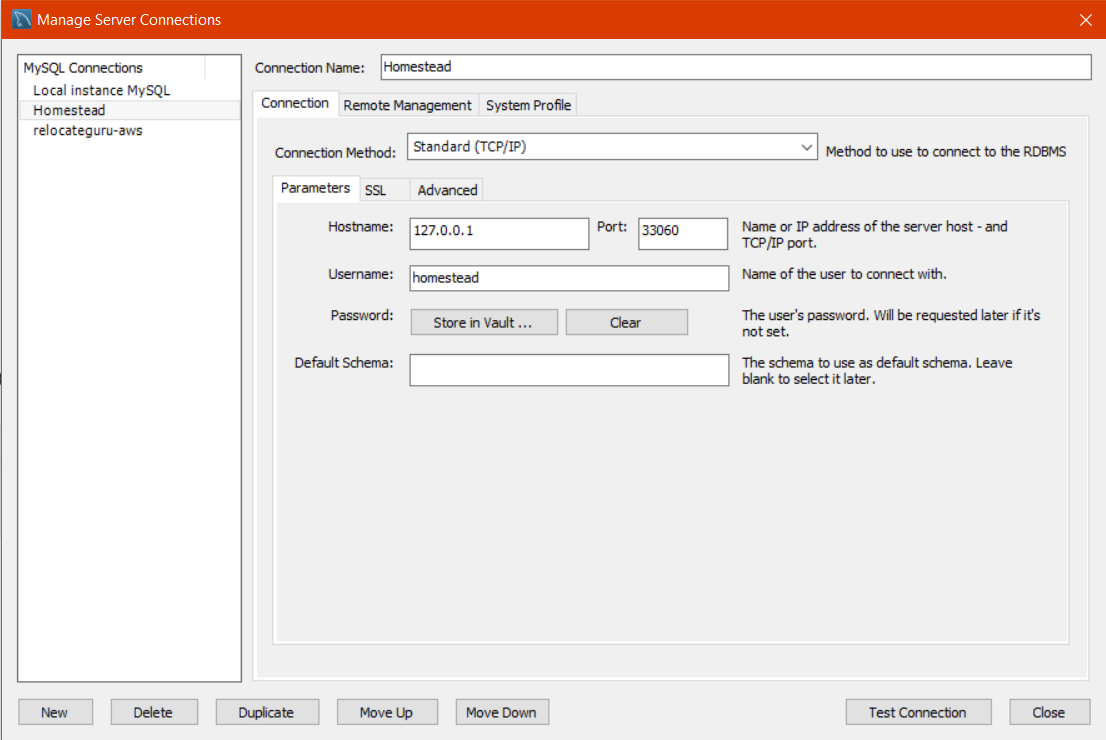 Manage Server Connections
MySQL Connections
Local instance MySQL
Homestead
relocateguru-aws
Connection Name: Homestead
Connection Remote Management System Profile
Connection Method: Standard (TCP/IP) Method to use to connect to the RDBMS
Parameters SSL Advanced
Hostname: 127.0.0.1 Port: 33060 Name or IP address of the server host - and
TCP/IP port.
Username: homestead Name of the user to connect with.
Password: Store in Vault ... Clear The user's password. Will be requested later if it's
not set.
Default Schema: The schema to use as default schema. Leave
blank to select it later.
New Delete Duplicate Move Up Move Down Test Connection Close